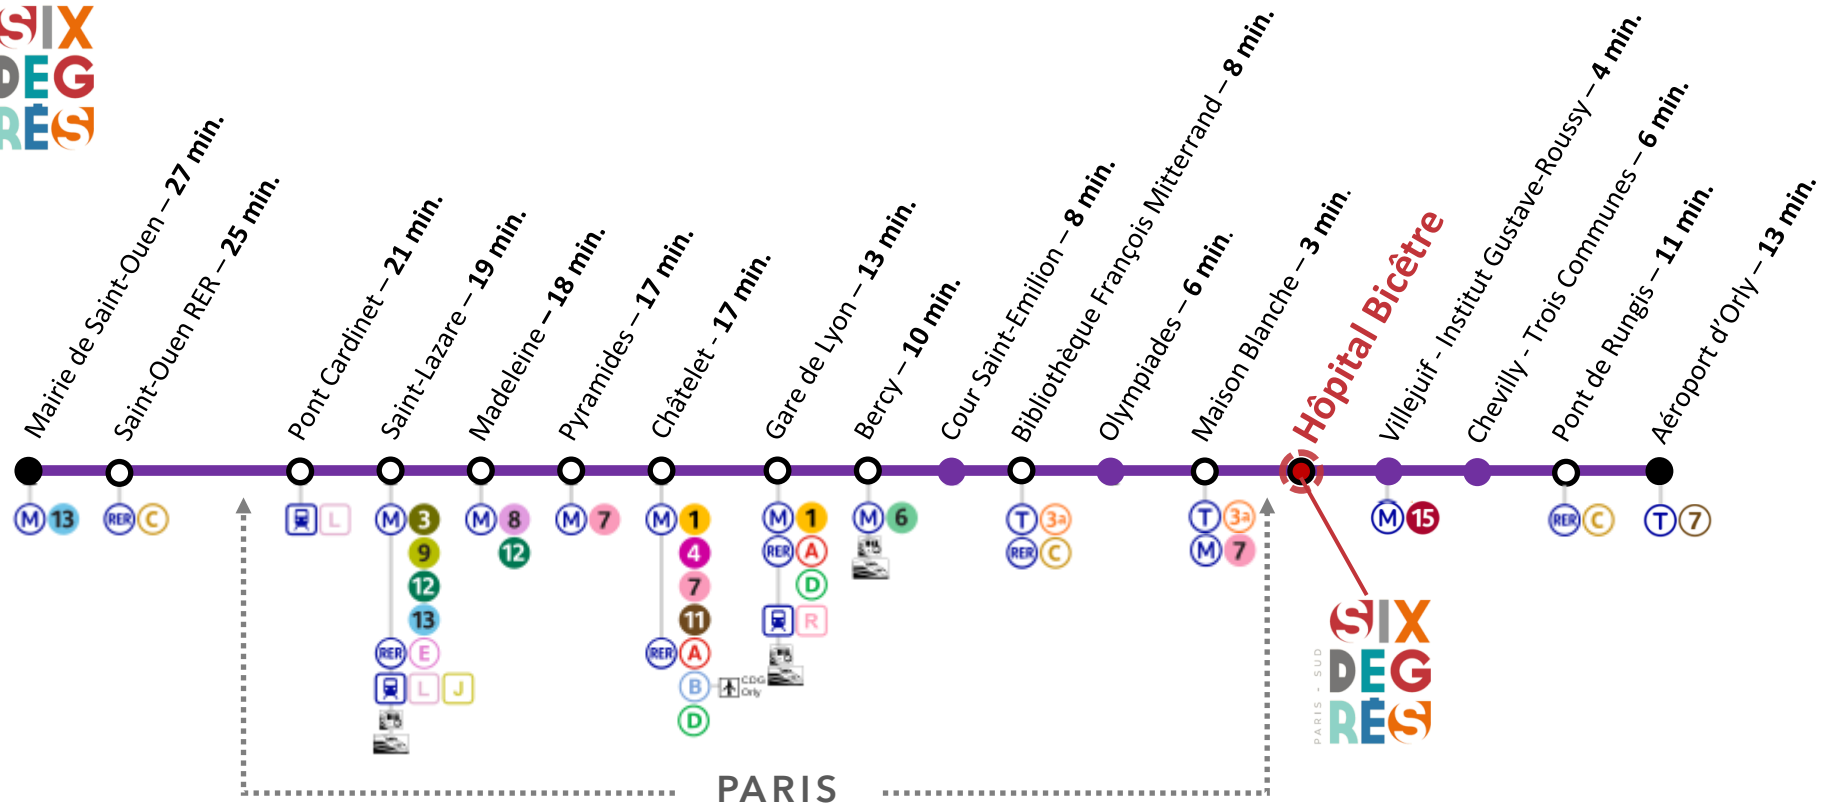 SIX
DEG
RÉS
Mairie de Saint-Ouen – 27 min.
Saint-Ouen RER – 25 min.
Pont Cardinet – 21 min.
Saint-Lazare – 19 min.
Madeleine – 18 min.
Pyramides – 17 min.
Châtelet - 17 min.
Gare de Lyon – 13 min.
Bercy – 10 min.
Cour Saint-Emilion – 8 min.
Bibliothèque François Mitterrand – 8 min.
Olympiades – 6 min.
Maison Blanche – 3 min.
Hôpital Bicêtre
Villejuif - Institut Gustave-Roussy – 4 min.
Chevilly - Trois Communes – 6 min.
Pont de Rungis – 11 min.
Aéroport d'Orly – 13 min.
M 13
RER C
L
M 3
9
12
13
RER E
L J
M 8
12
M 7
M 1
4
7
11
RER A
B CDG
Orly
D
M 1
RER A
D
R
M 6
T 3a
RER C
T 3a
M 7
M 15
RER C
T 7
PARIS - SUD
SIX
DEG
RÉS
PARIS